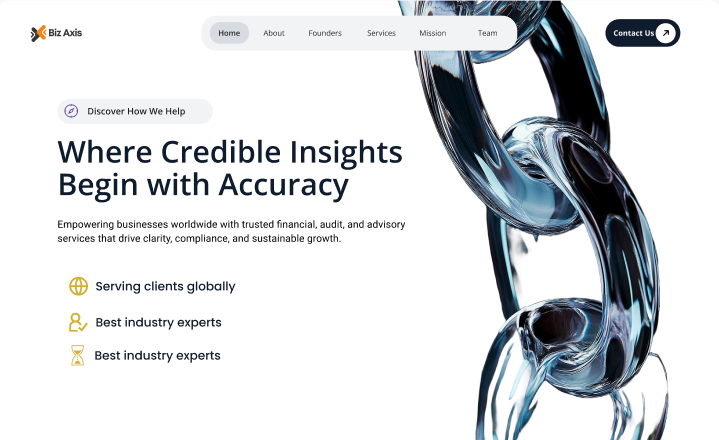 Biz Axis
Home
About
Founders
Services
Mission
Team
Contact Us
Discover How We Help
Where Credible Insights
Begin with Accuracy
Empowering businesses worldwide with trusted financial, audit, and advisory
services that drive clarity, compliance, and sustainable growth.
Serving clients globally
Best industry experts
Best industry experts